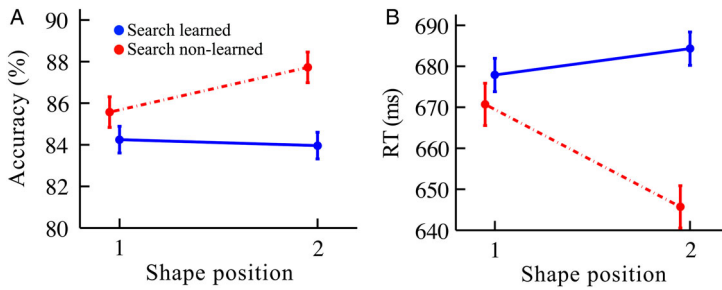 A
Accuracy (%)
90
88
86
84
82
80
Search learned
Search non-learned
1
2
Shape position
B
RT (ms)
690
680
670
660
650
640
1
2
Shape position